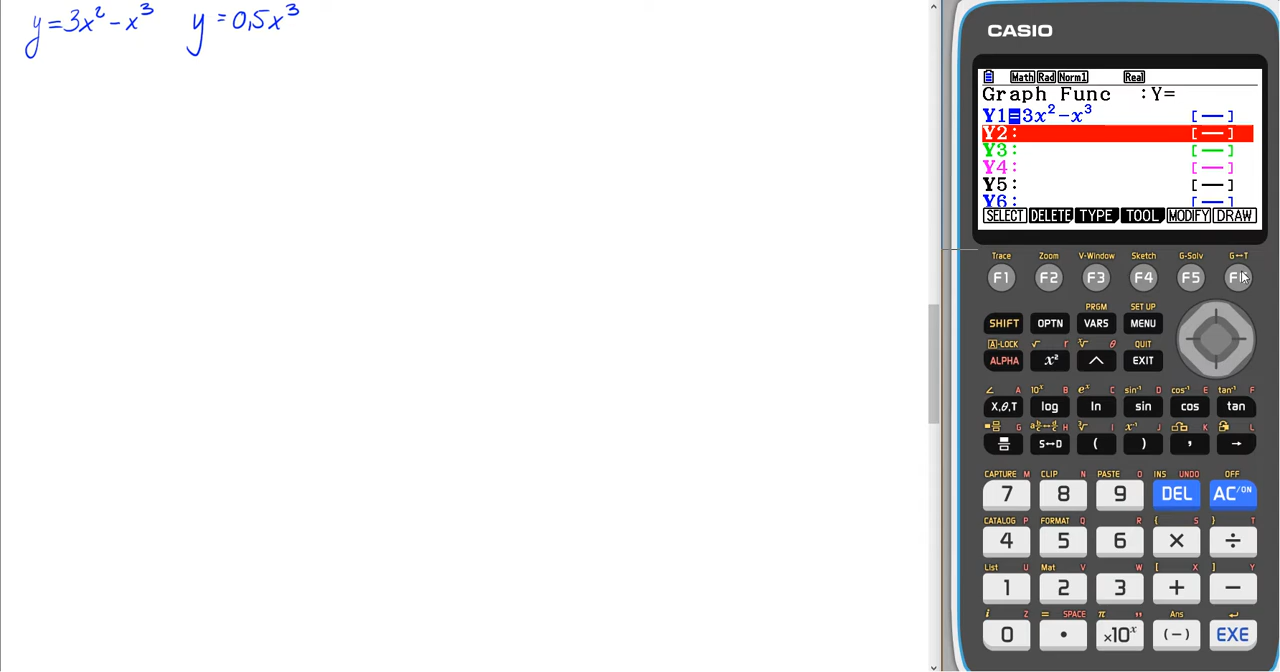 y = 3x² - x³ y = 0,5x³
CASIO
Math Rad Norm1 Real
Graph Func :Y=
Y1=3x²-x³ [—]
Y2: [—]
Y3: [—]
Y4: [—]
Y5: [—]
Y6: [—]
SELECT DELETE TYPE TOOL MODIFY DRAW
Trace Zoom V-Window Sketch G-Solv G↔T
F1 F2 F3 F4 F5 F
PRGM SET UP
SHIFT OPTN VARS MENU
A-LOCK √ r ∛ θ QUIT
ALPHA x² ^ EXIT
∠ A 10ˣ B eˣ C sin⁻¹ D cos⁻¹ E tan⁻¹ F
X,θ,T log ln sin cos tan
G H I x⁻¹ J K L
S↔D ( ) , →
CAPTURE M CLIP N PASTE O INS UNDO OFF
7 8 9 DEL AC/ON
CATALOG P FORMAT Q R { S } T
4 5 6 × ÷
List U Mat V W [ X ] Y
1 2 3 + −
i Z = SPACE π " Ans ↵
0 • ×10ˣ (−) EXE